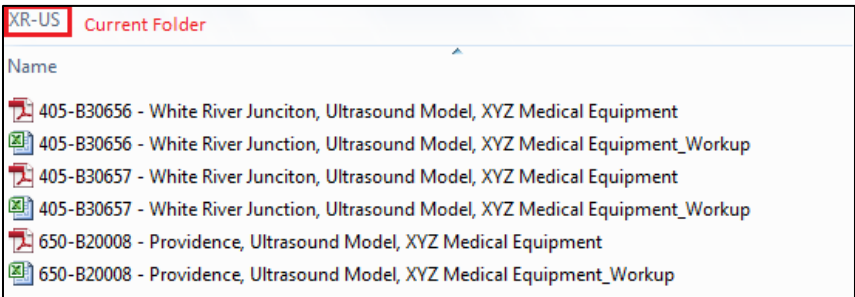 XR-US Current Folder
Name
405-B30656 - White River Junciton, Ultrasound Model, XYZ Medical Equipment
405-B30656 - White River Junction, Ultrasound Model, XYZ Medical Equipment_Workup
405-B30657 - White River Junciton, Ultrasound Model, XYZ Medical Equipment
405-B30657 - White River Junction, Ultrasound Model, XYZ Medical Equipment_Workup
650-B20008 - Providence, Ultrasound Model, XYZ Medical Equipment
650-B20008 - Providence, Ultrasound Model, XYZ Medical Equipment_Workup